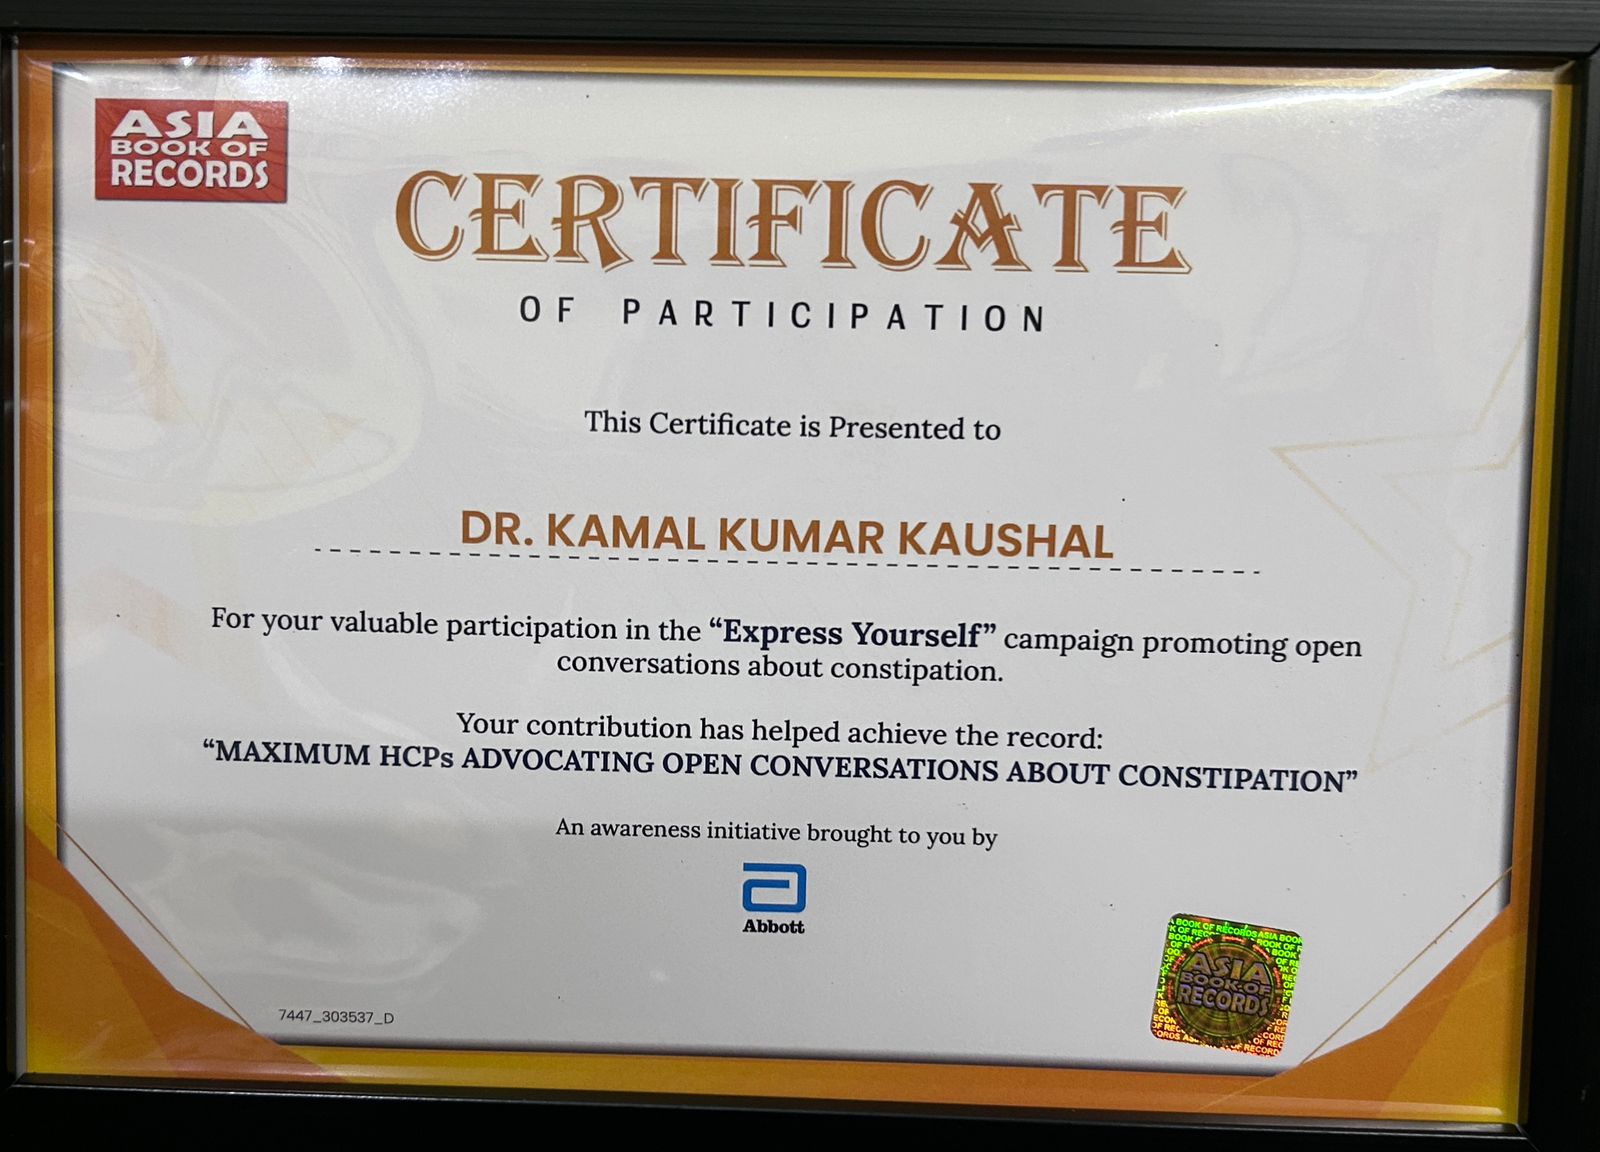 ASIA
BOOK OF
RECORDS
CERTIFICATE
OF PARTICIPATION
This Certificate is Presented to
DR. KAMAL KUMAR KAUSHAL
For your valuable participation in the “Express Yourself” campaign promoting open
conversations about constipation.
Your contribution has helped achieve the record:
“MAXIMUM HCPs ADVOCATING OPEN CONVERSATIONS ABOUT CONSTIPATION”
An awareness initiative brought to you by
Abbott
7447_303537_D
ASIA
BOOK OF
RECORDS